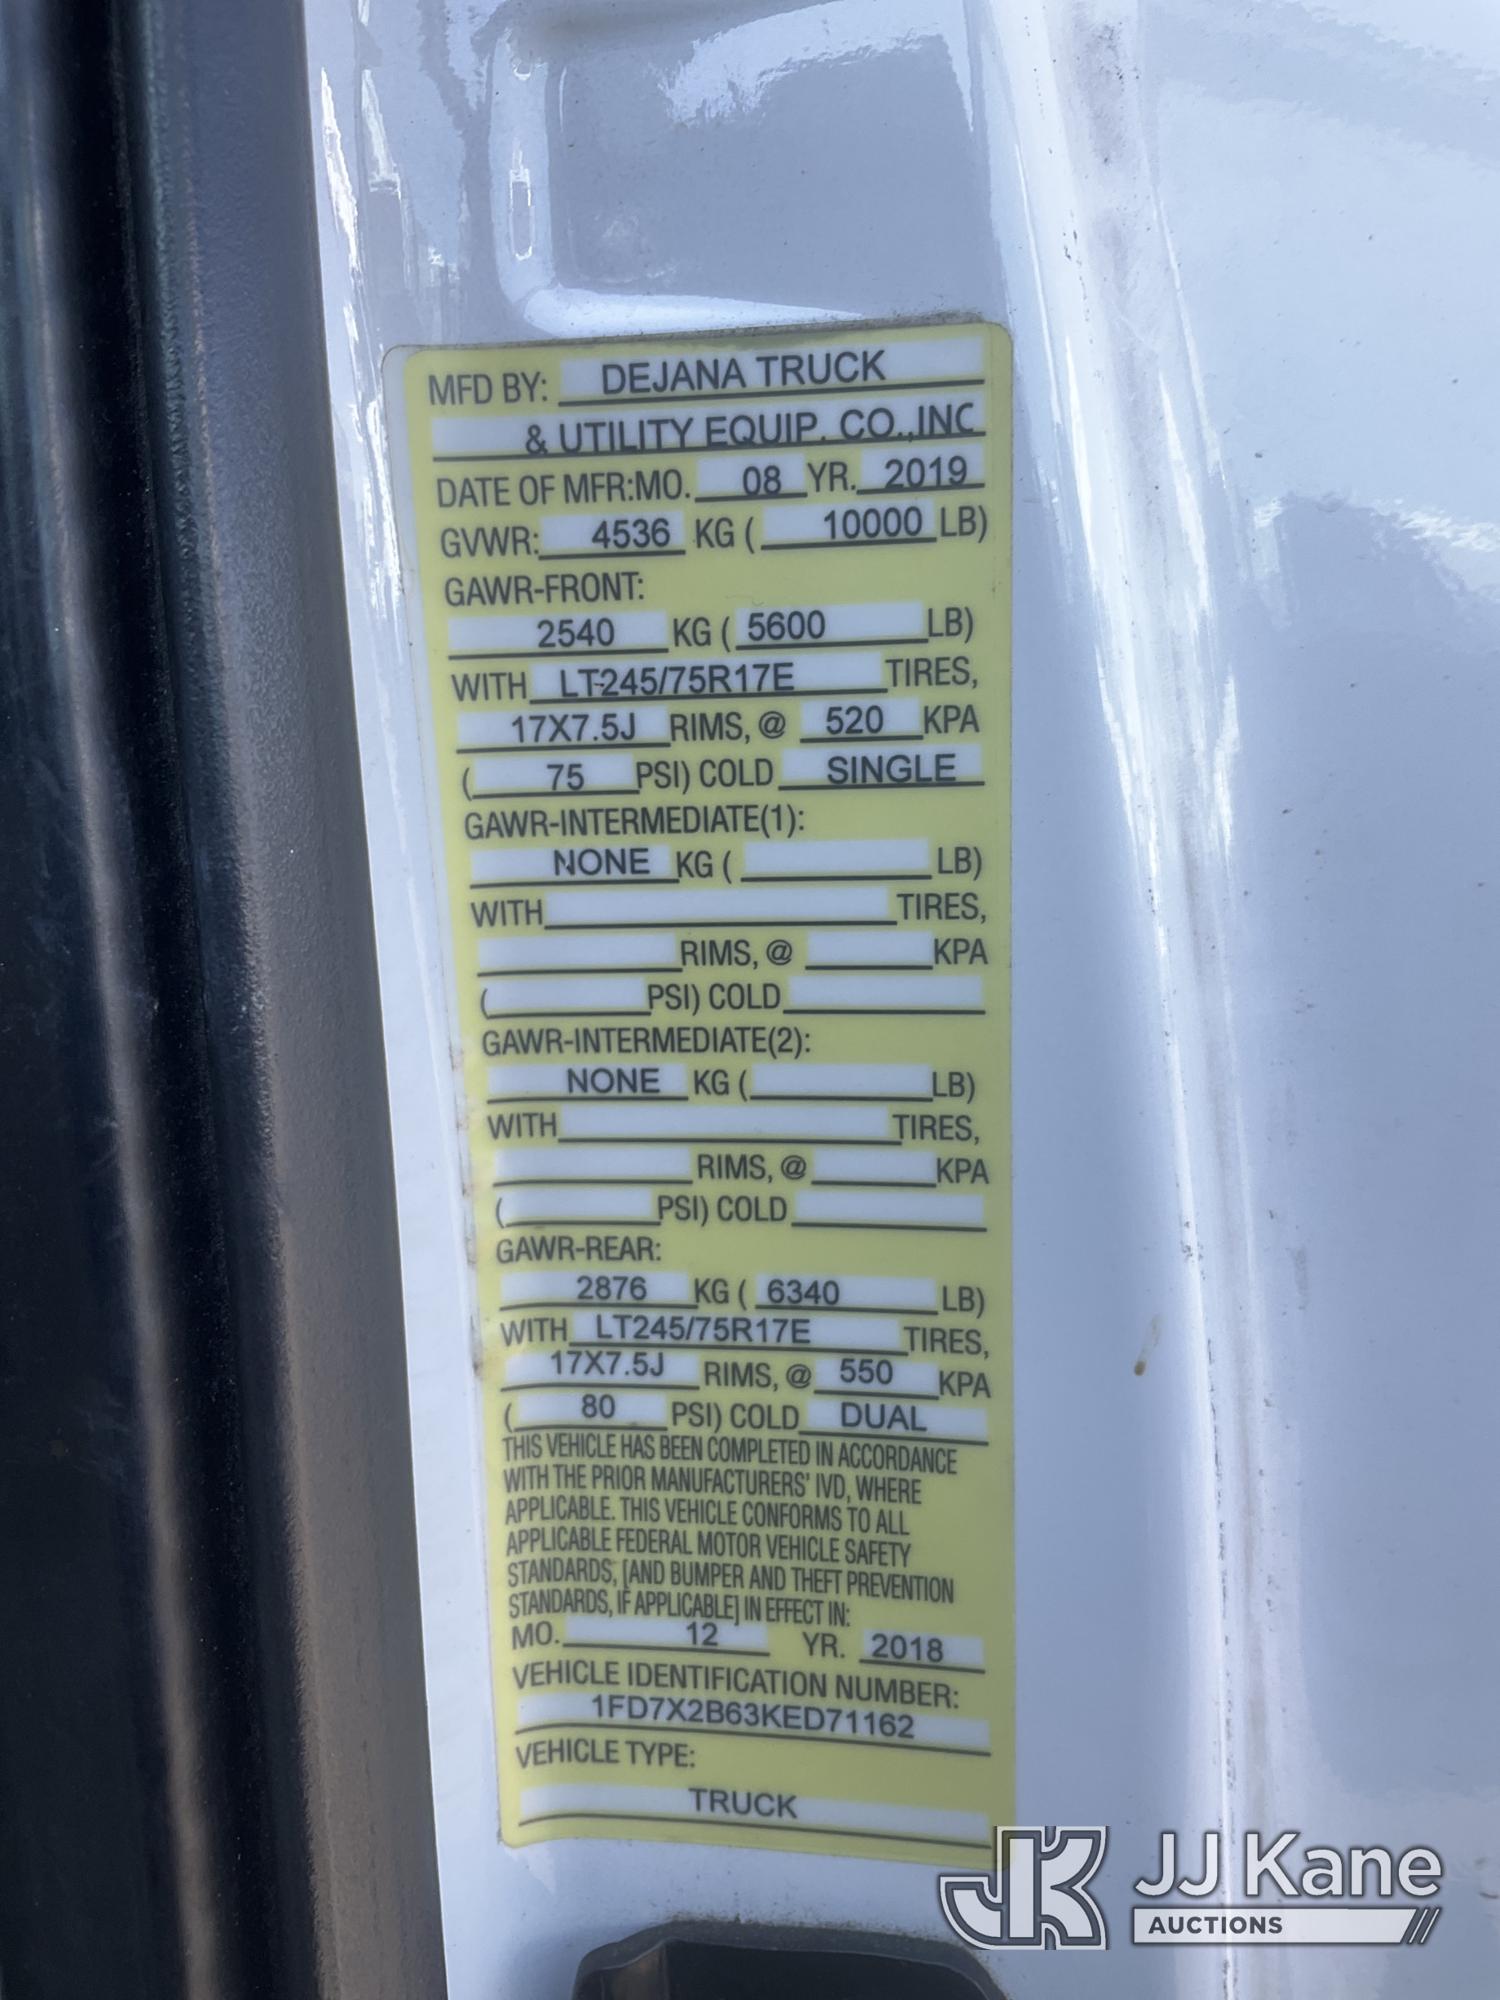 MFD BY: DEJANA TRUCK
& UTILITY EQUIP. CO.,INC
DATE OF MFR:MO. 08 YR. 2019
GVWR: 4536 KG ( 10000 LB)
GAWR-FRONT:
2540 KG ( 5600 LB)
WITH LT245/75R17E TIRES,
17X7.5J RIMS, @ 520 KPA
( 75 PSI) COLD SINGLE
GAWR-INTERMEDIATE(1):
NONE KG ( LB)
WITH TIRES,
RIMS, @ KPA
( PSI) COLD
GAWR-INTERMEDIATE(2):
NONE KG ( LB)
WITH TIRES,
RIMS, @ KPA
( PSI) COLD
GAWR-REAR:
2876 KG ( 6340 LB)
WITH LT245/75R17E TIRES,
17X7.5J RIMS, @ 550 KPA
( 80 PSI) COLD DUAL
THIS VEHICLE HAS BEEN COMPLETED IN ACCORDANCE
WITH THE PRIOR MANUFACTURERS' IVD, WHERE
APPLICABLE. THIS VEHICLE CONFORMS TO ALL
APPLICABLE FEDERAL MOTOR VEHICLE SAFETY
STANDARDS, [AND BUMPER AND THEFT PREVENTION
STANDARDS, IF APPLICABLE] IN EFFECT IN:
MO. 12 YR. 2018
VEHICLE IDENTIFICATION NUMBER:
1FD7X2B63KED71162
VEHICLE TYPE:
TRUCK
JK JJ Kane
AUCTIONS